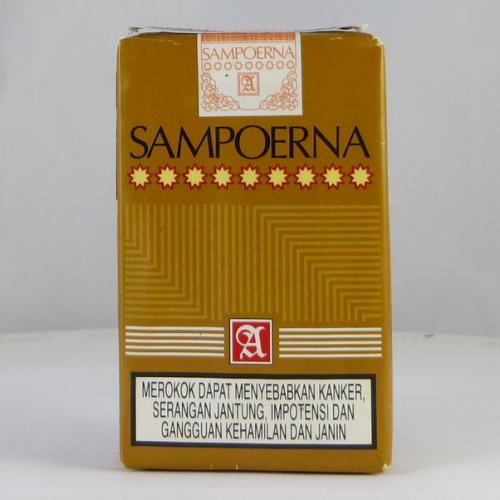 SAMPOERNA
A
SAMPOERNA
A
MEROKOK DAPAT MENYEBABKAN KANKER,
SERANGAN JANTUNG, IMPOTENSI DAN
GANGGUAN KEHAMILAN DAN JANIN